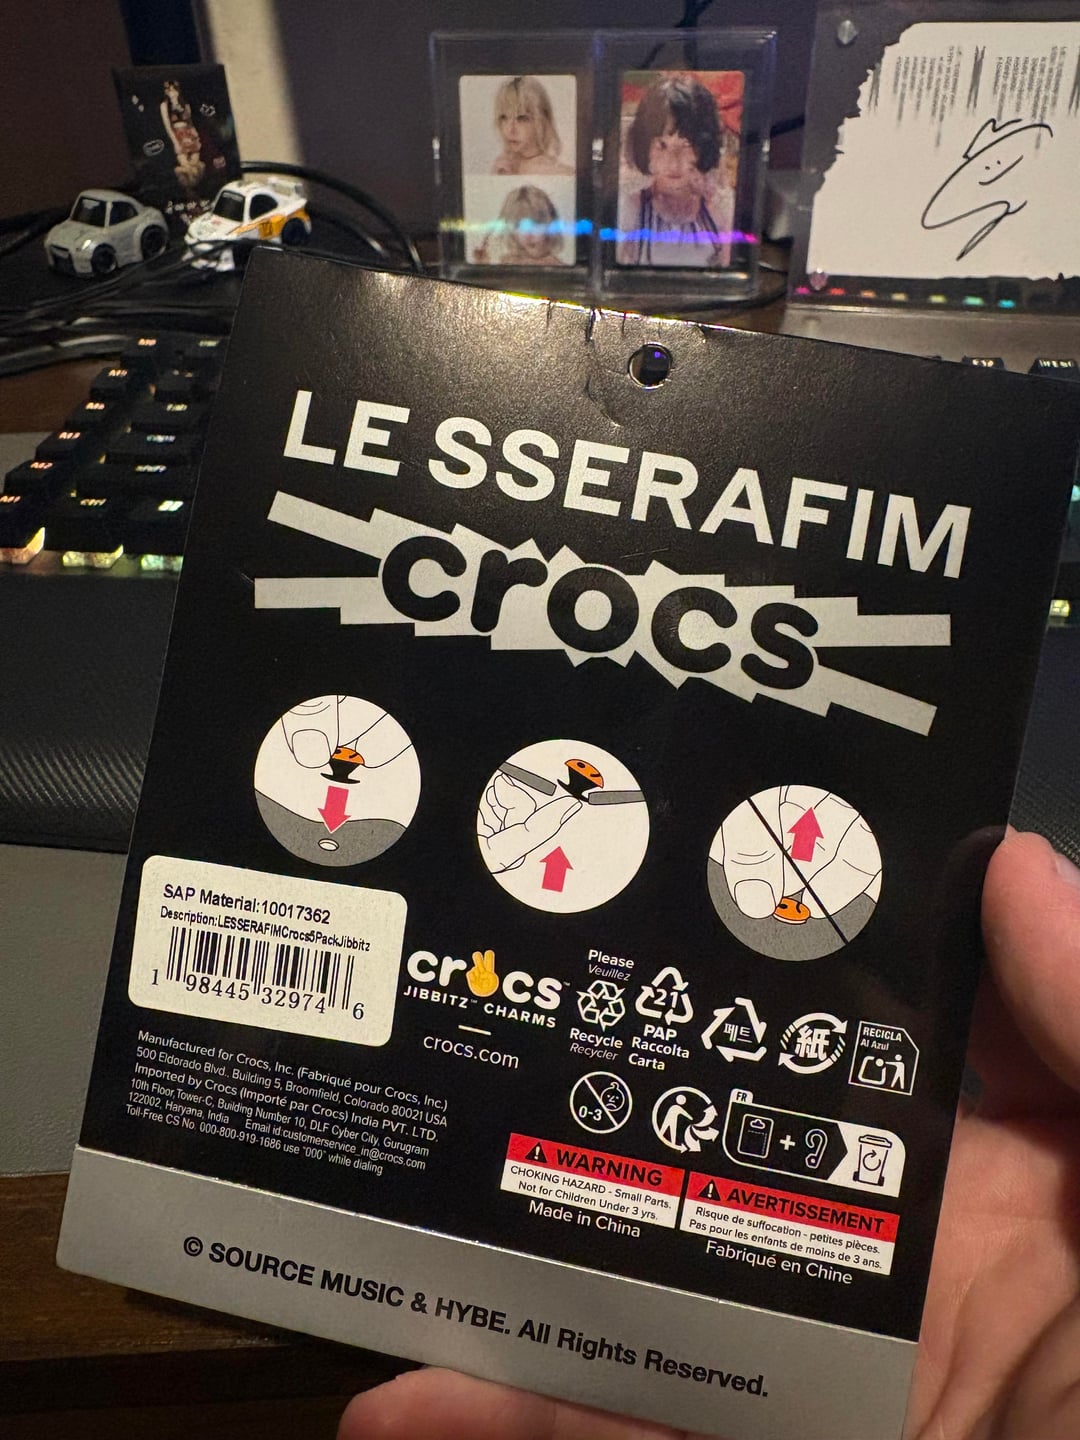 LE SSERAFIM
crocs
SAP Material:10017362
Description:LESSERAFIMCrocs5PackJibbitz
1 98445 32974 6
crocs™
JIBBITZ™ CHARMS
crocs.com
Please
Veuillez
Recycle
Recycler
21
PAP
Raccolta
Carta
페트
紙
RECICLA
Al Azul
0-3
FR
+
Manufactured for Crocs, Inc. (Fabriqué pour Crocs, Inc.)
500 Eldorado Blvd.. Building 5, Broomfield, Colorado 80021 USA
Imported by Crocs (Importé par Crocs) India PVT. LTD.
10th Floor,Tower-C, Building Number 10, DLF Cyber City, Gurugram
122002, Haryana, India Email id:customerservice_in@crocs.com
Toll-Free CS No. 000-800-919-1686 use "000" while dialing
WARNING
CHOKING HAZARD - Small Parts.
Not for Children Under 3 yrs.
Made in China
AVERTISSEMENT
Risque de suffocation - petites pièces.
Pas pour les enfants de moins de 3 ans.
Fabriqué en Chine
© SOURCE MUSIC & HYBE. All Rights Reserved.